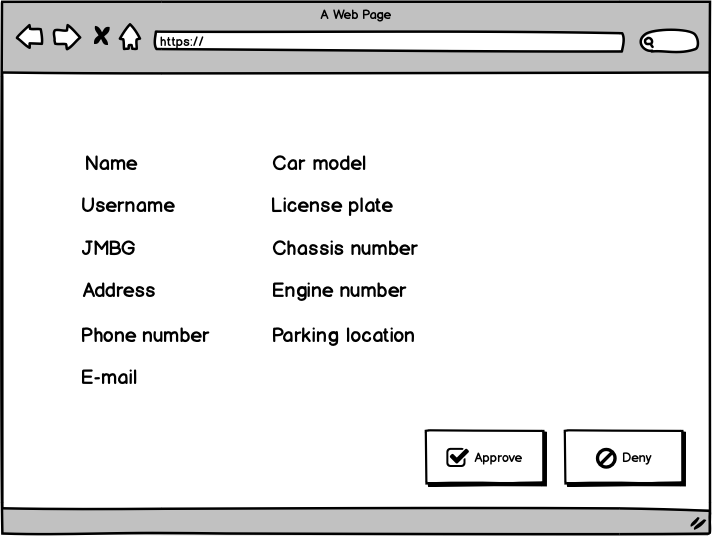 A Web Page
https://
Name
Username
JMBG
Address
Phone number
E-mail
Car model
License plate
Chassis number
Engine number
Parking location
Approve
Deny